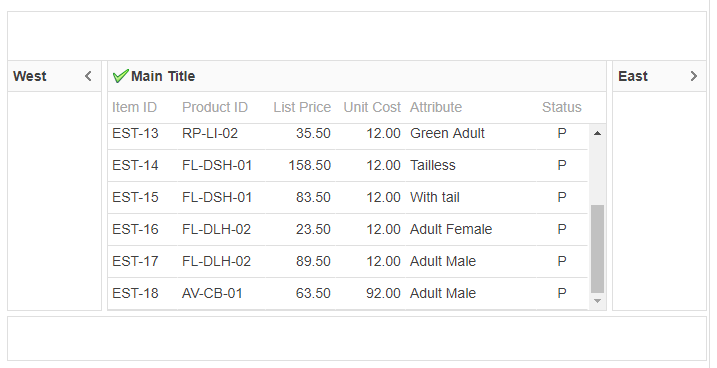 West
Main Title
East
Item ID Product ID List Price Unit Cost Attribute Status
EST-13 RP-LI-02 35.50 12.00 Green Adult P
EST-14 FL-DSH-01 158.50 12.00 Tailless P
EST-15 FL-DSH-01 83.50 12.00 With tail P
EST-16 FL-DLH-02 23.50 12.00 Adult Female P
EST-17 FL-DLH-02 89.50 12.00 Adult Male P
EST-18 AV-CB-01 63.50 92.00 Adult Male P